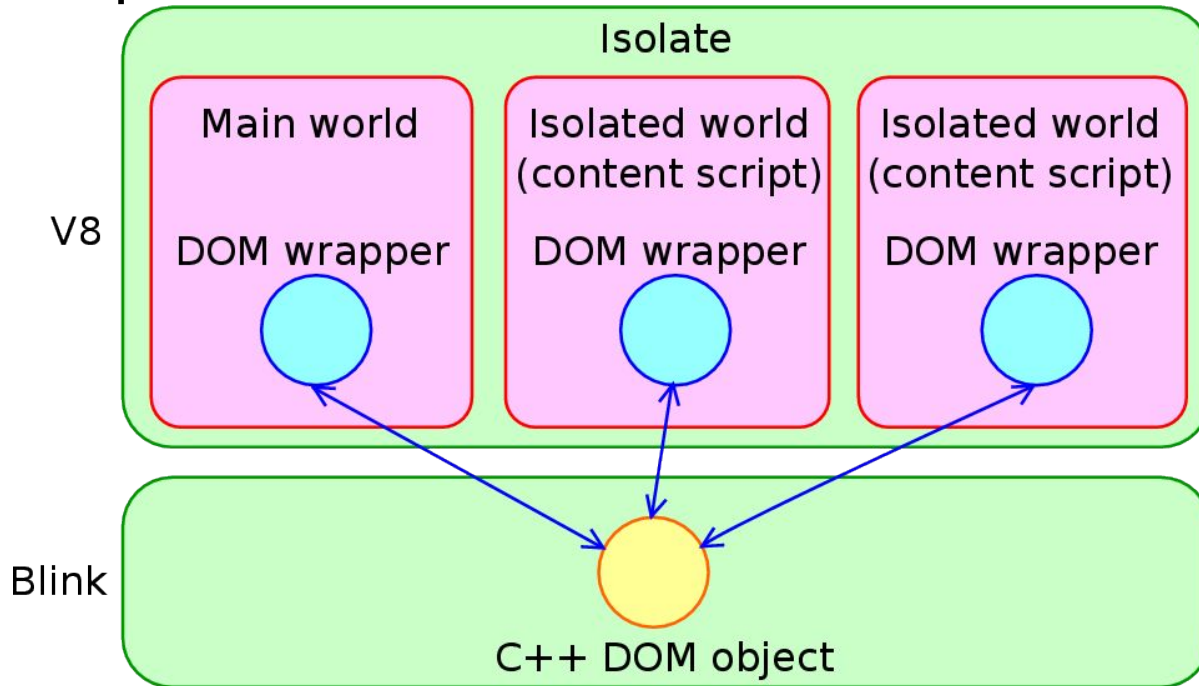 Isolate
Main world
Isolated world
(content script)
Isolated world
(content script)
V8
DOM wrapper
DOM wrapper
DOM wrapper
Blink
C++ DOM object